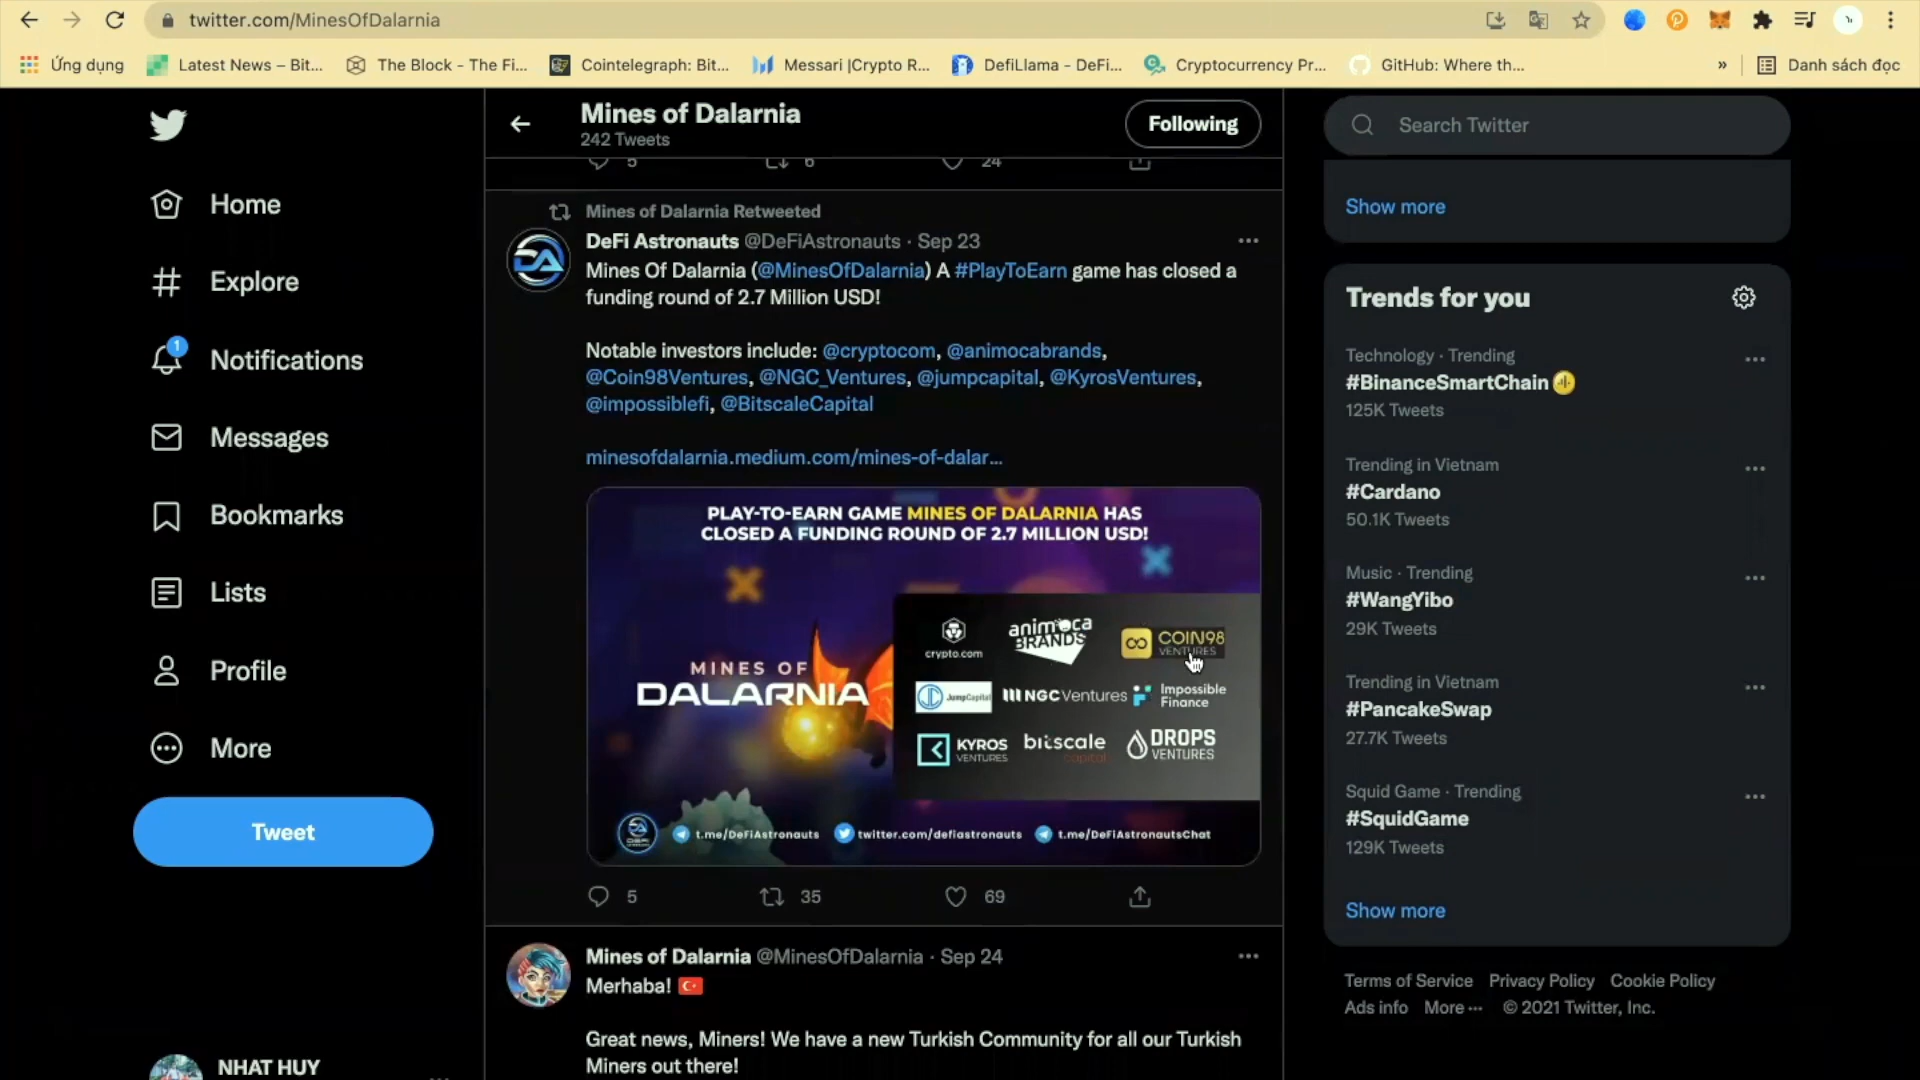 twitter.com/MinesOfDalarnia
Ứng dụng
Latest News – Bit...
The Block - The Fi...
Cointelegraph: Bit...
Messari |Crypto R...
DefiLlama - DeFi...
Cryptocurrency Pr...
GitHub: Where th...
»
Danh sách đọc
Home
Explore
1
Notifications
Messages
Bookmarks
Lists
Profile
More
Tweet
NHAT HUY
Mines of Dalarnia
242 Tweets
Following
5 6 24
Mines of Dalarnia Retweeted
DeFi Astronauts @DeFiAstronauts · Sep 23
Mines Of Dalarnia (@MinesOfDalarnia) A #PlayToEarn game has closed a
funding round of 2.7 Million USD!
Notable investors include: @cryptocom, @animocabrands,
@Coin98Ventures, @NGC_Ventures, @jumpcapital, @KyrosVentures,
@impossiblefi, @BitscaleCapital
minesofdalarnia.medium.com/mines-of-dalar...
PLAY-TO-EARN GAME MINES OF DALARNIA HAS
CLOSED A FUNDING ROUND OF 2.7 MILLION USD!
MINES OF
DALARNIA
crypto.com
animoca
BRANDS
COIN98
VENTURES
JumpCapital
NGC Ventures
Impossible
Finance
KYROS
VENTURES
bitscale
capital
DROPS
VENTURES
t.me/DeFiAstronauts
twitter.com/defiastronauts
t.me/DeFiAstronautsChat
5 35 69
Mines of Dalarnia @MinesOfDalarnia · Sep 24
Merhaba!
Great news, Miners! We have a new Turkish Community for all our Turkish
Miners out there!
Search Twitter
Show more
Trends for you
Technology · Trending
#BinanceSmartChain
125K Tweets
Trending in Vietnam
#Cardano
50.1K Tweets
Music · Trending
#WangYibo
29K Tweets
Trending in Vietnam
#PancakeSwap
27.7K Tweets
Squid Game · Trending
#SquidGame
129K Tweets
Show more
Terms of Service Privacy Policy Cookie Policy
Ads info More ··· © 2021 Twitter, Inc.